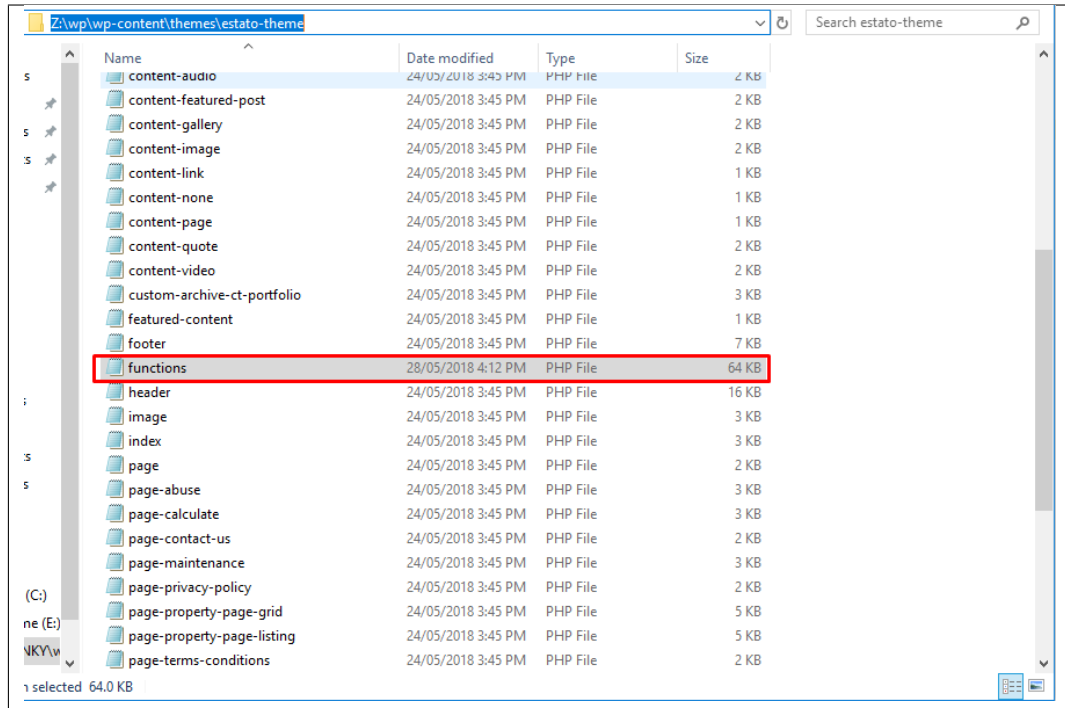 Z:\wp\wp-content\themes\estato-theme Search estato-theme
Name Date modified Type Size
content-audio 24/05/2018 3:45 PM PHP File 2 KB
content-featured-post 24/05/2018 3:45 PM PHP File 2 KB
content-gallery 24/05/2018 3:45 PM PHP File 2 KB
content-image 24/05/2018 3:45 PM PHP File 2 KB
content-link 24/05/2018 3:45 PM PHP File 1 KB
content-none 24/05/2018 3:45 PM PHP File 1 KB
content-page 24/05/2018 3:45 PM PHP File 1 KB
content-quote 24/05/2018 3:45 PM PHP File 2 KB
content-video 24/05/2018 3:45 PM PHP File 2 KB
custom-archive-ct-portfolio 24/05/2018 3:45 PM PHP File 3 KB
featured-content 24/05/2018 3:45 PM PHP File 1 KB
footer 24/05/2018 3:45 PM PHP File 7 KB
functions 28/05/2018 4:12 PM PHP File 64 KB
header 24/05/2018 3:45 PM PHP File 16 KB
image 24/05/2018 3:45 PM PHP File 3 KB
index 24/05/2018 3:45 PM PHP File 3 KB
page 24/05/2018 3:45 PM PHP File 2 KB
page-abuse 24/05/2018 3:45 PM PHP File 3 KB
page-calculate 24/05/2018 3:45 PM PHP File 3 KB
page-contact-us 24/05/2018 3:45 PM PHP File 2 KB
page-maintenance 24/05/2018 3:45 PM PHP File 3 KB
page-privacy-policy 24/05/2018 3:45 PM PHP File 2 KB
(C:)
page-property-page-grid 24/05/2018 3:45 PM PHP File 5 KB
ne (E:)
page-property-page-listing 24/05/2018 3:45 PM PHP File 5 KB
NKY\w
page-terms-conditions 24/05/2018 3:45 PM PHP File 2 KB
selected 64.0 KB